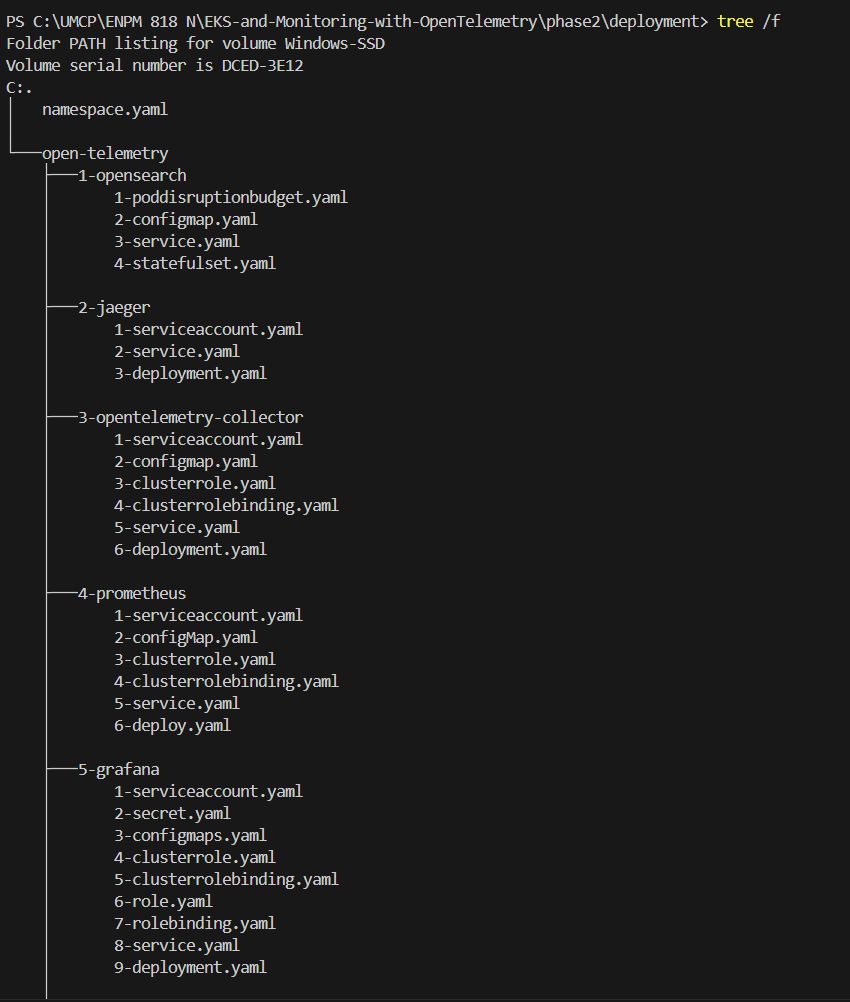 PS C:\UMCP\ENPM 818 N\EKS-and-Monitoring-with-OpenTelemetry\phase2\deployment> tree /f
Folder PATH listing for volume Windows-SSD
Volume serial number is DCED-3E12
C:.
namespace.yaml
open-telemetry
1-opensearch
1-poddisruptionbudget.yaml
2-configmap.yaml
3-service.yaml
4-statefulset.yaml
2-jaeger
1-serviceaccount.yaml
2-service.yaml
3-deployment.yaml
3-opentelemetry-collector
1-serviceaccount.yaml
2-configmap.yaml
3-clusterrole.yaml
4-clusterrolebinding.yaml
5-service.yaml
6-deployment.yaml
4-prometheus
1-serviceaccount.yaml
2-configMap.yaml
3-clusterrole.yaml
4-clusterrolebinding.yaml
5-service.yaml
6-deploy.yaml
5-grafana
1-serviceaccount.yaml
2-secret.yaml
3-configmaps.yaml
4-clusterrole.yaml
5-clusterrolebinding.yaml
6-role.yaml
7-rolebinding.yaml
8-service.yaml
9-deployment.yaml